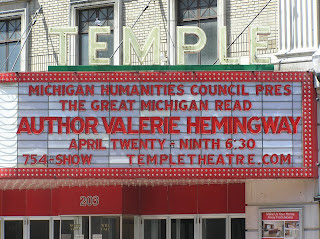 TEMPLE
MICHIGAN HUMANITIES COUNCIL PRES
THE GREAT MICHIGAN READ
AUTHOR VALERIE HEMINGWAY
APRIL TWENTY - NINTH 6:30
754-SHOW TEMPLETHEATRE.COM
203